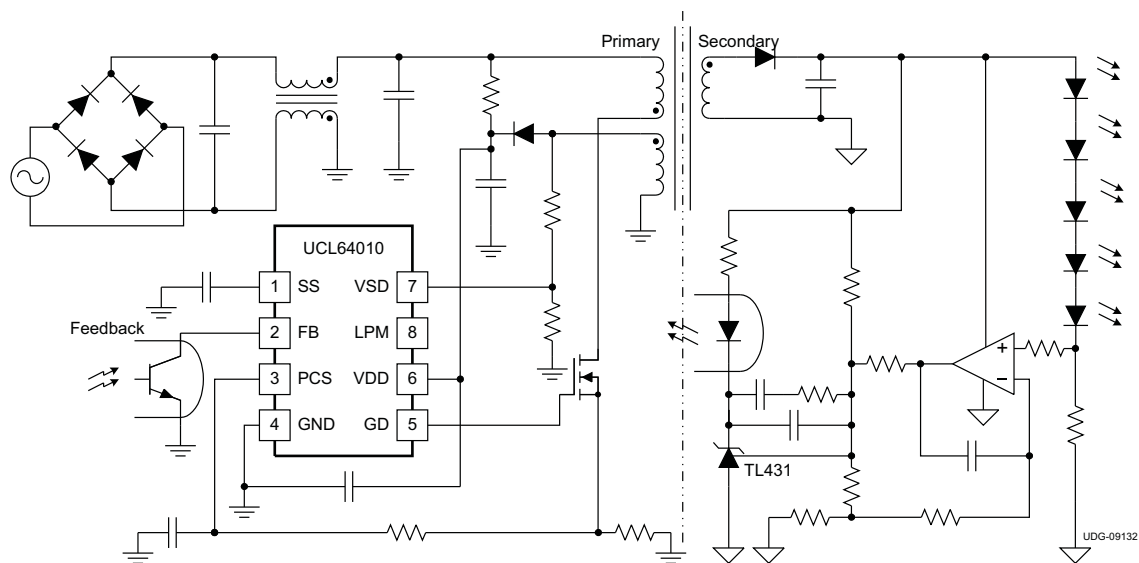 Primary Secondary
UCL64010
1 SS VSD 7
Feedback
2 FB LPM 8
3 PCS VDD 6
4 GND GD 5
+
−
TL431
UDG-09132